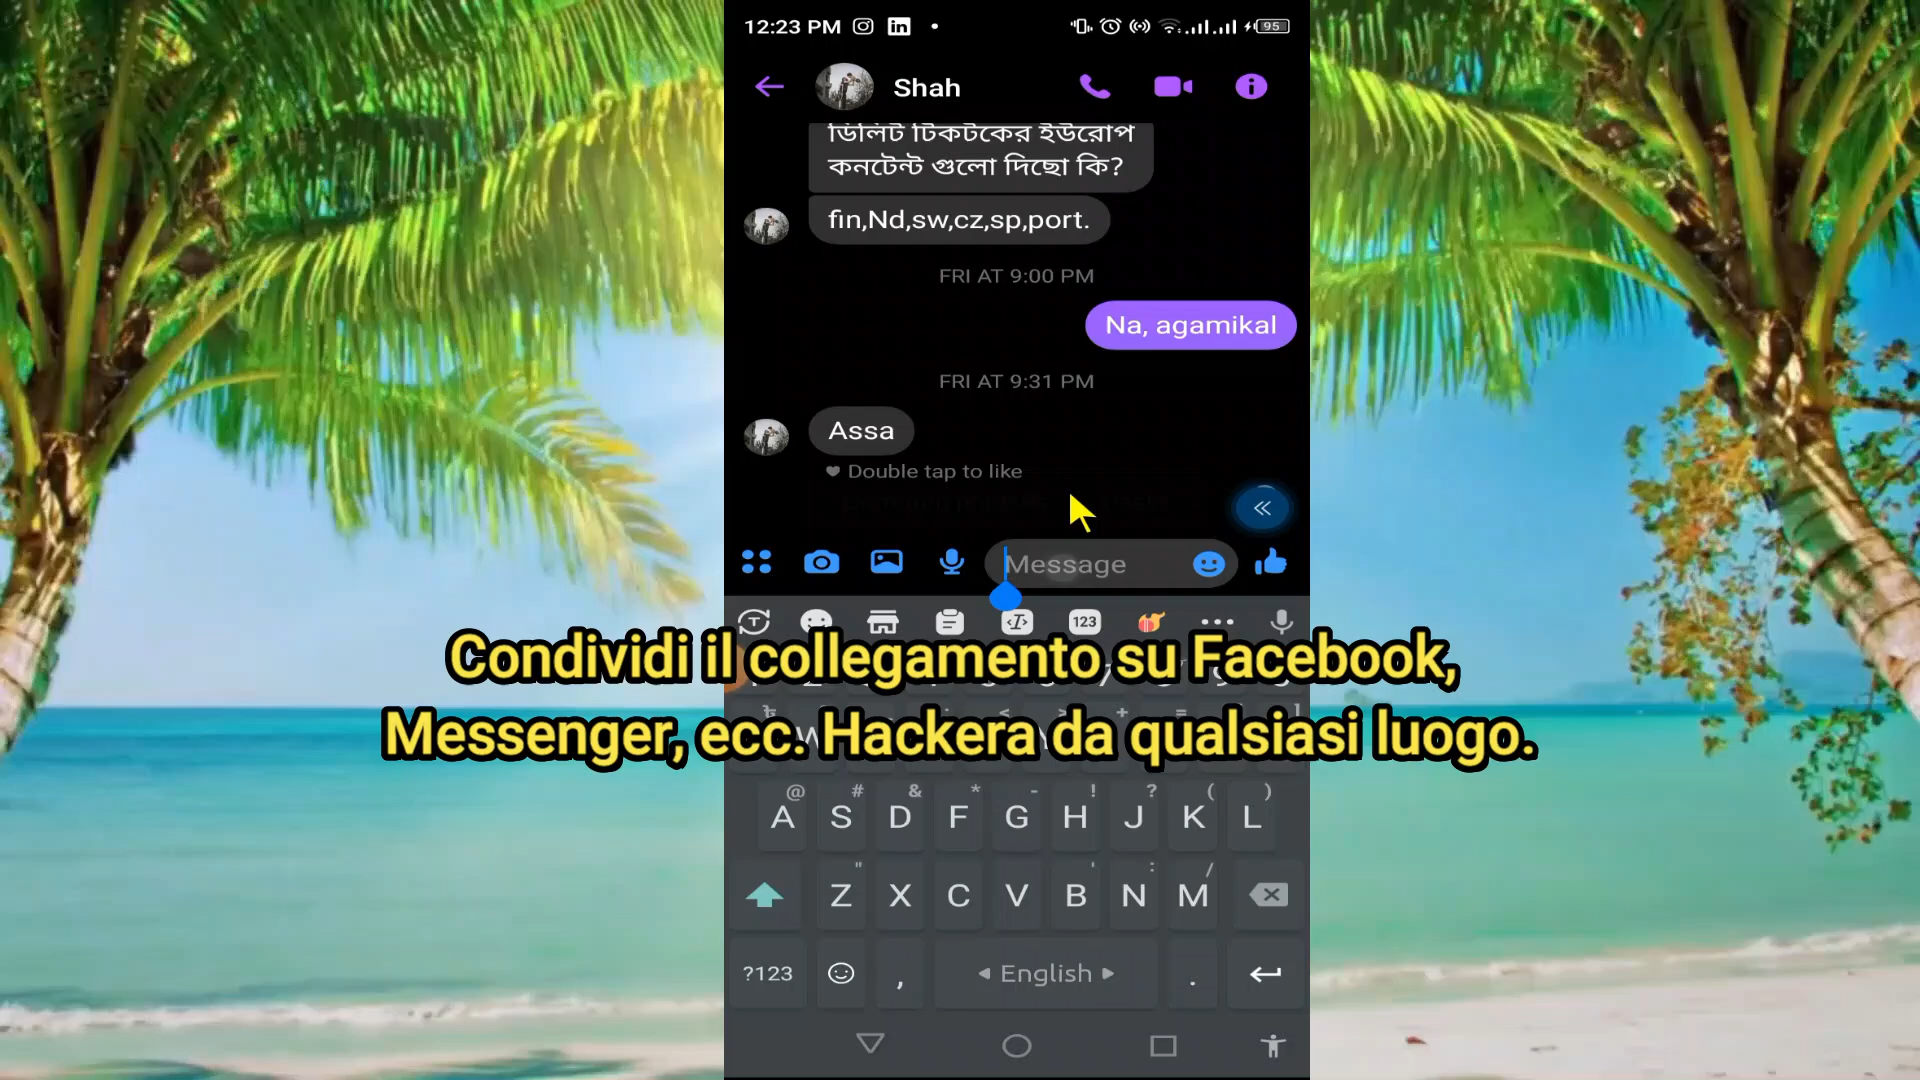 12:23 PM
95
Shah
ডিলিট টিকটকের ইউরোপ
কনটেন্ট গুলো দিছো কি?
fin,Nd,sw,cz,sp,port.
FRI AT 9:00 PM
Na, agamikal
FRI AT 9:31 PM
Assa
Double tap to like
Message
123
Condividi il collegamento su Facebook,
Messenger, ecc. Hackera da qualsiasi luogo.
@ # & * - ! ? ( )
A S D F G H J K L
" ' : /
Z X C V B N M
?123 , English .